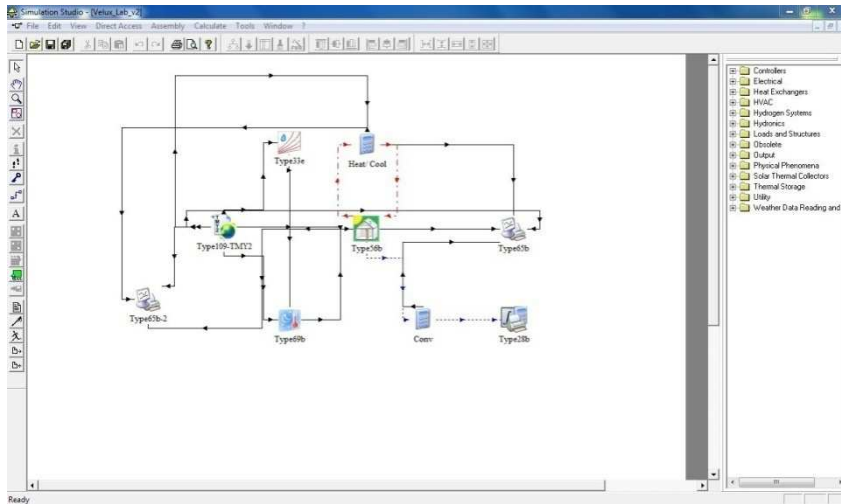 Simulation Studio - [Velux_Lab_v2]
File Edit View Direct Access Assembly Calculate Tools Window ?
Type33e
Heat/ Cool
Type109-TMY2
Type56b
Type65b
Type65b-2
Type69b
Conv
Type28b
Controllers
Electrical
Heat Exchangers
HVAC
Hydrogen Systems
Hydronics
Loads and Structures
Obsolete
Output
Physical Phenomena
Solar Thermal Collectors
Thermal Storage
Utility
Weather Data Reading and
Ready